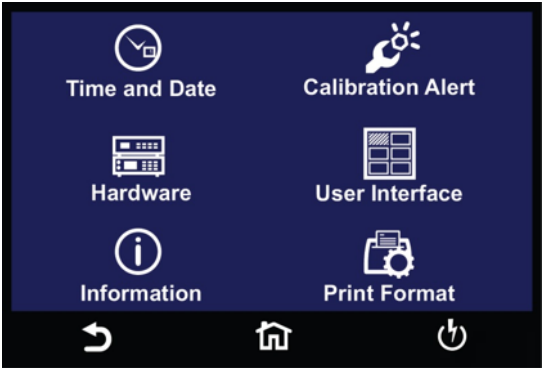 Time and Date
Calibration Alert
Hardware
User Interface
Information
Print Format